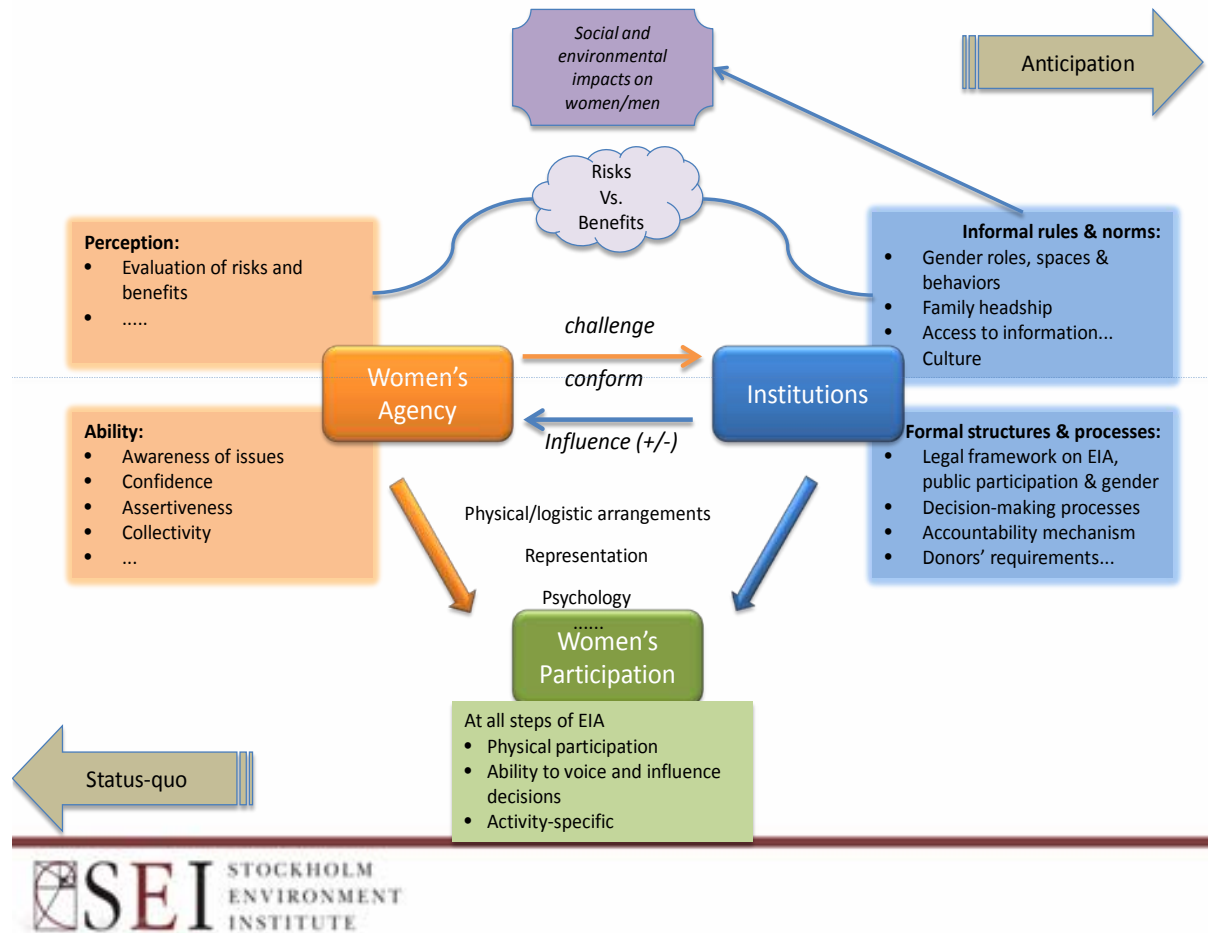 Social and
environmental
impacts on
women/men
Anticipation
Risks
Vs.
Benefits
Perception:
• Evaluation of risks and
benefits
• .....
Informal rules & norms:
• Gender roles, spaces &
behaviors
• Family headship
• Access to information...
Culture
challenge
conform
Influence (+/-)
Women's
Agency
Institutions
Ability:
• Awareness of issues
• Confidence
• Assertiveness
• Collectivity
• ...
Formal structures & processes:
• Legal framework on EIA,
public participation & gender
• Decision-making processes
• Accountability mechanism
• Donors' requirements...
Physical/logistic arrangements
Representation
Psychology
......
Women's
Participation
At all steps of EIA
• Physical participation
• Ability to voice and influence
decisions
• Activity-specific
Status-quo
SEI
STOCKHOLM
ENVIRONMENT
INSTITUTE